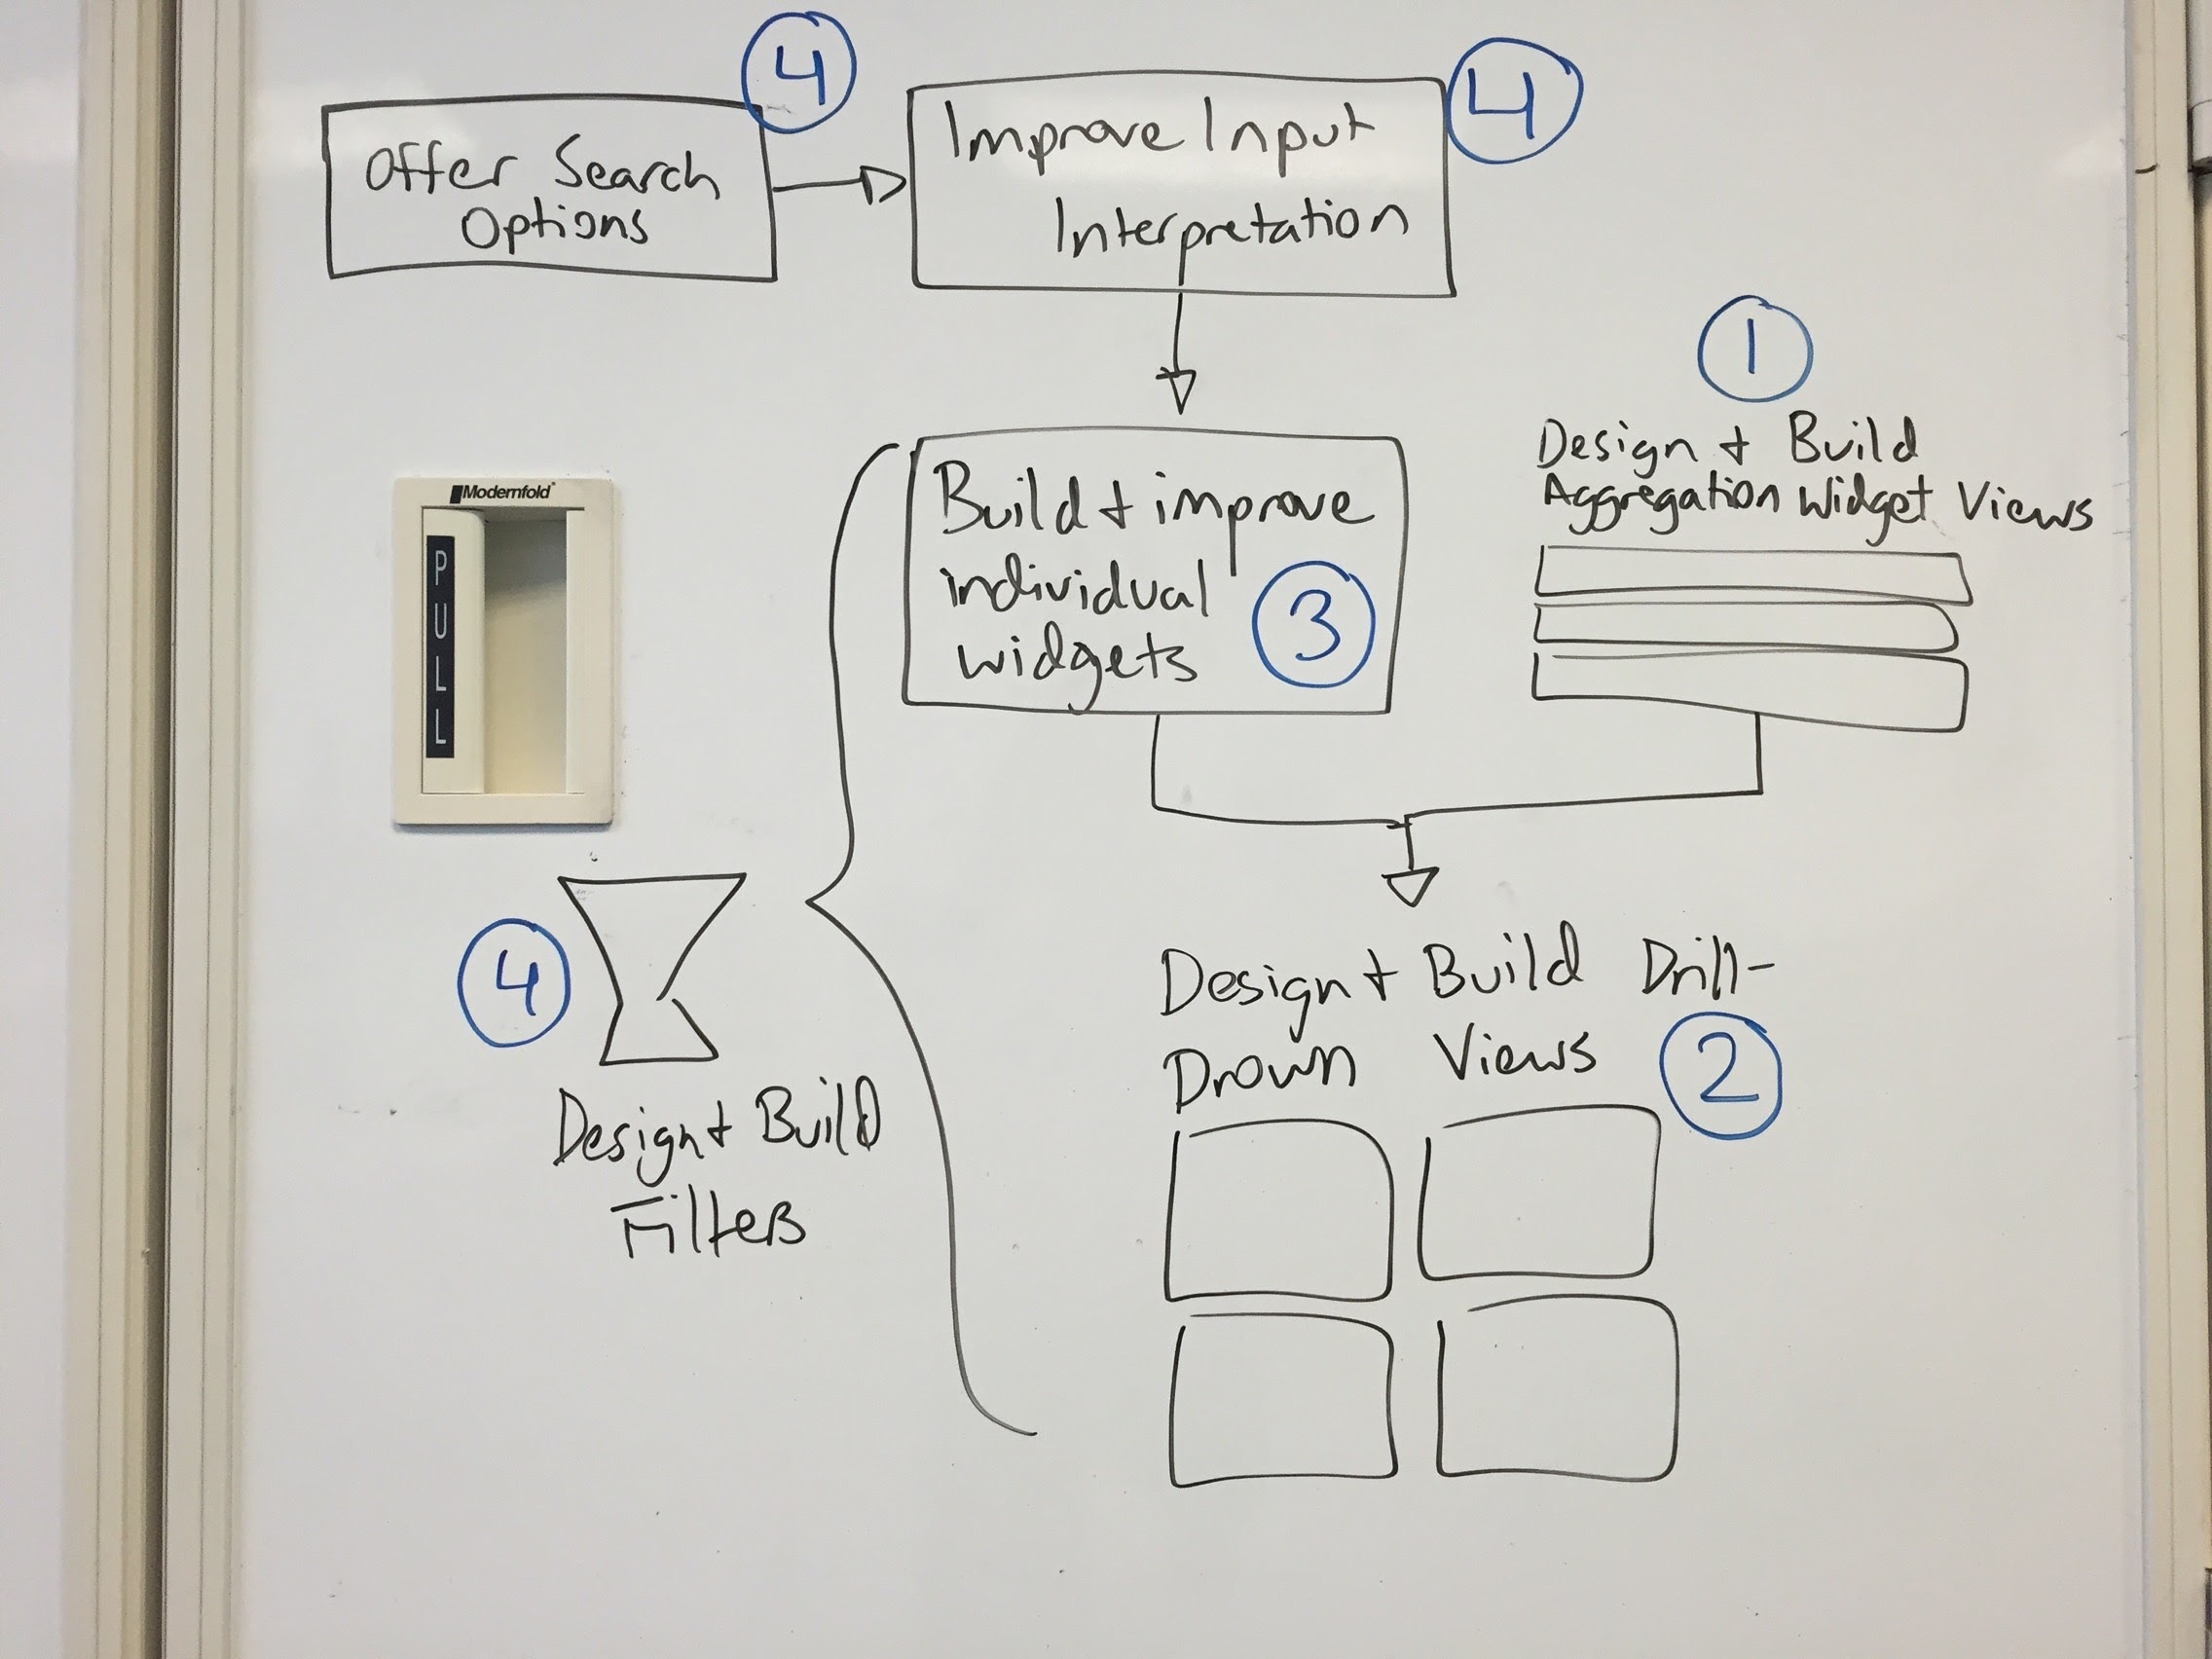 4
Offer Search
Options
4
Improve Input
Interpretation
1
Design + Build
Aggregation Widget Views
Build + improve
individual
widgets
3
Modernfold
PULL
4
Design + Build
Filters
Design + Build Drill-
Drown Views
2